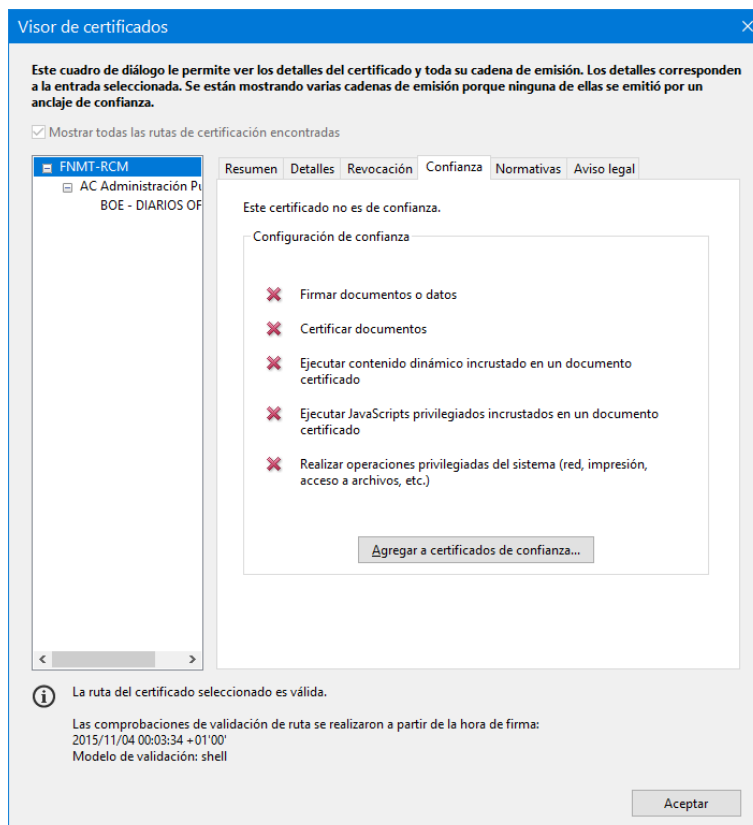 Visor de certificados
Este cuadro de diálogo le permite ver los detalles del certificado y toda su cadena de emisión. Los detalles corresponden
a la entrada seleccionada. Se están mostrando varias cadenas de emisión porque ninguna de ellas se emitió por un
anclaje de confianza.
Mostrar todas las rutas de certificación encontradas
FNMT-RCM
AC Administración Pu
BOE - DIARIOS OF
Resumen Detalles Revocación Confianza Normativas Aviso legal
Este certificado no es de confianza.
Configuración de confianza
Firmar documentos o datos
Certificar documentos
Ejecutar contenido dinámico incrustado en un documento
certificado
Ejecutar JavaScripts privilegiados incrustados en un documento
certificado
Realizar operaciones privilegiadas del sistema (red, impresión,
acceso a archivos, etc.)
Agregar a certificados de confianza...
La ruta del certificado seleccionado es válida.
Las comprobaciones de validación de ruta se realizaron a partir de la hora de firma:
2015/11/04 00:03:34 +01'00'
Modelo de validación: shell
Aceptar